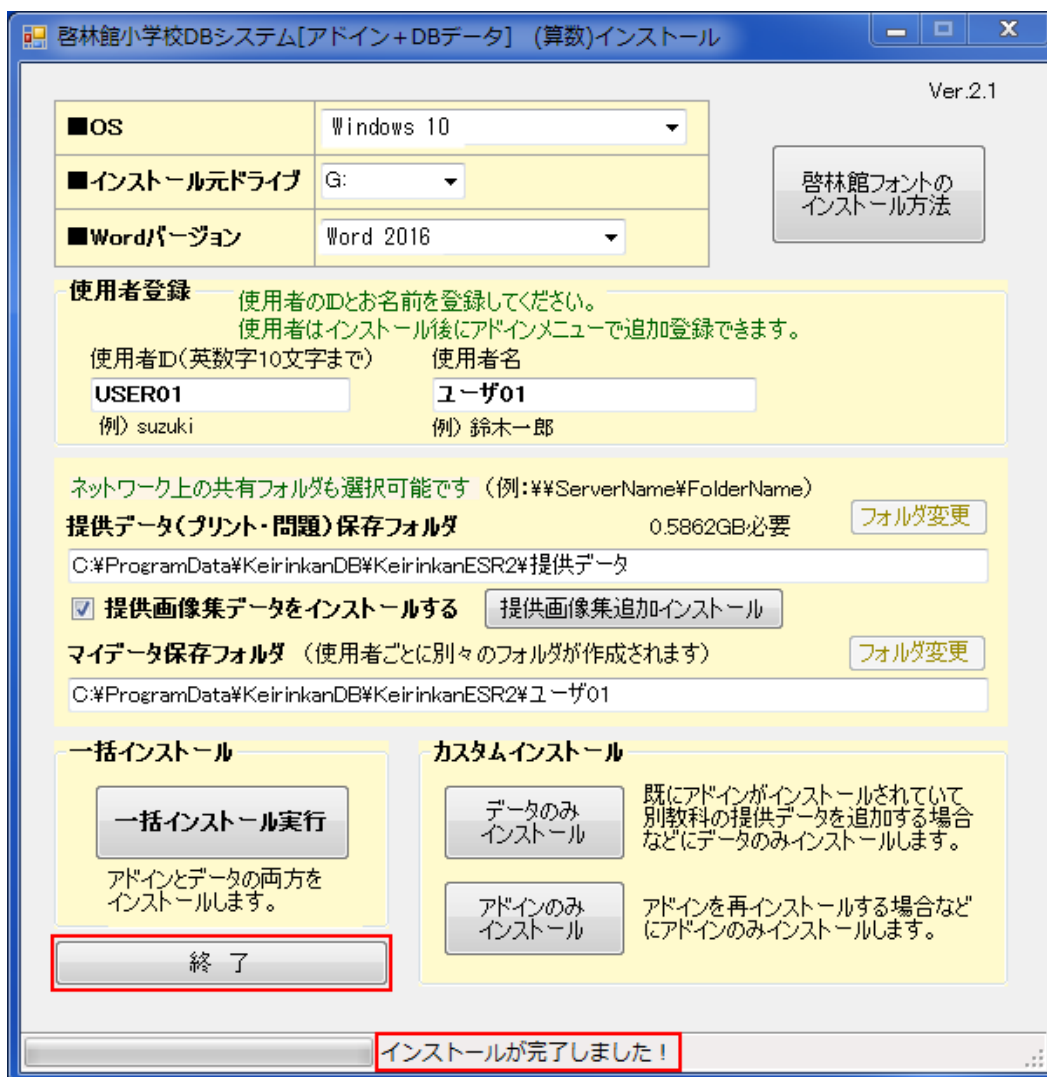 啓林館小学校DBシステム[アドイン+DBデータ] (算数)インストール
Ver.2.1
■OS
Windows 10
■インストール元ドライブ
G:
啓林館フォントの
インストール方法
■Wordバージョン
Word 2016
使用者登録
使用者のIDとお名前を登録してください。
使用者はインストール後にアドインメニューで追加登録できます。
使用者ID(英数字10文字まで)
使用者名
USER01
ユーザ01
例) suzuki
例) 鈴木一郎
ネットワーク上の共有フォルダも選択可能です (例:¥¥ServerName¥FolderName)
提供データ(プリント・問題)保存フォルダ
0.5862GB必要
フォルダ変更
C:¥ProgramData¥KeirinkanDB¥KeirinkanESR2¥提供データ
提供画像集データをインストールする
提供画像集追加インストール
マイデータ保存フォルダ (使用者ごとに別々のフォルダが作成されます)
フォルダ変更
C:¥ProgramData¥KeirinkanDB¥KeirinkanESR2¥ユーザ01
一括インストール
一括インストール実行
アドインとデータの両方を
インストールします。
終 了
カスタムインストール
データのみ
インストール
既にアドインがインストールされていて
別教科の提供データを追加する場合
などにデータのみインストールします。
アドインのみ
インストール
アドインを再インストールする場合など
にアドインのみインストールします。
インストールが完了しました!